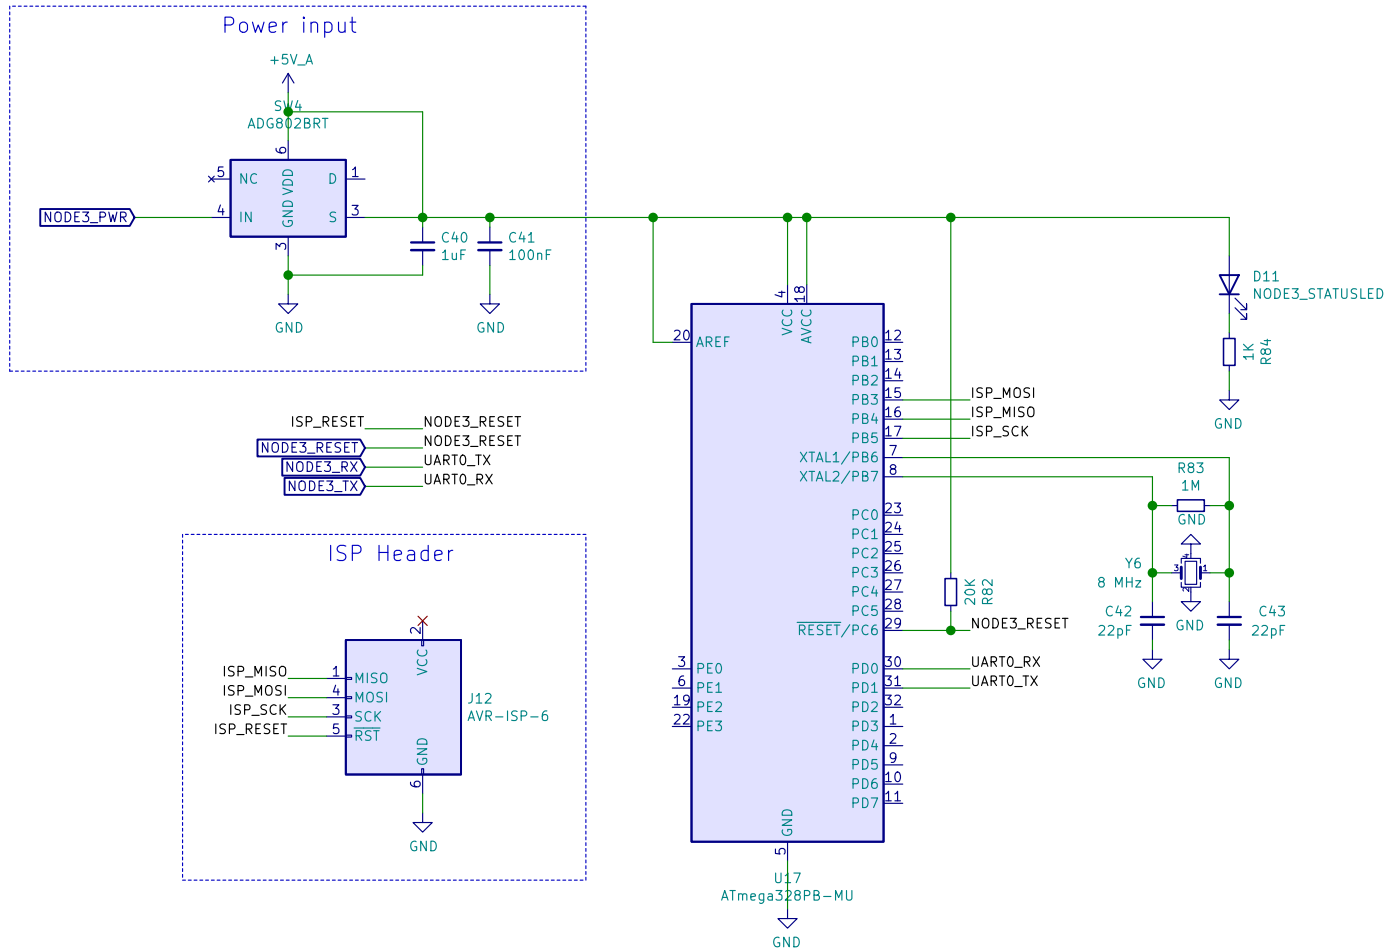 Power input
+5V_A
SW4
ADG802BRT
6
5
NC
VDD
D
1
NODE3_PWR
4
IN
GND
S
3
3
C40
1uF
C41
100nF
GND
GND
4
VCC
18
AVCC
D11
NODE3_STATUSLED
1K
R84
GND
20
AREF
PB0
12
PB1
13
PB2
14
PB3
15
ISP_MOSI
PB4
16
ISP_MISO
PB5
17
ISP_SCK
XTAL1/PB6
7
XTAL2/PB7
8
ISP_RESET
NODE3_RESET
NODE3_RESET
NODE3_RESET
NODE3_RX
UART0_TX
NODE3_TX
UART0_RX
R83
1M
GND
PC0
23
PC1
24
PC2
25
PC3
26
PC4
27
PC5
28
RESET/PC6
29
NODE3_RESET
20K
R82
Y6
8 MHz
4
3
1
2
GND
C42
22pF
C43
22pF
GND
GND
ISP Header
2
VCC
ISP_MISO
1
MISO
ISP_MOSI
4
MOSI
ISP_SCK
3
SCK
ISP_RESET
5
RST
GND
6
J12
AVR-ISP-6
GND
3
PE0
6
PE1
19
PE2
22
PE3
PD0
30
UART0_RX
PD1
31
UART0_TX
PD2
32
PD3
1
PD4
2
PD5
9
PD6
10
PD7
11
GND
5
U17
ATmega328PB-MU
GND